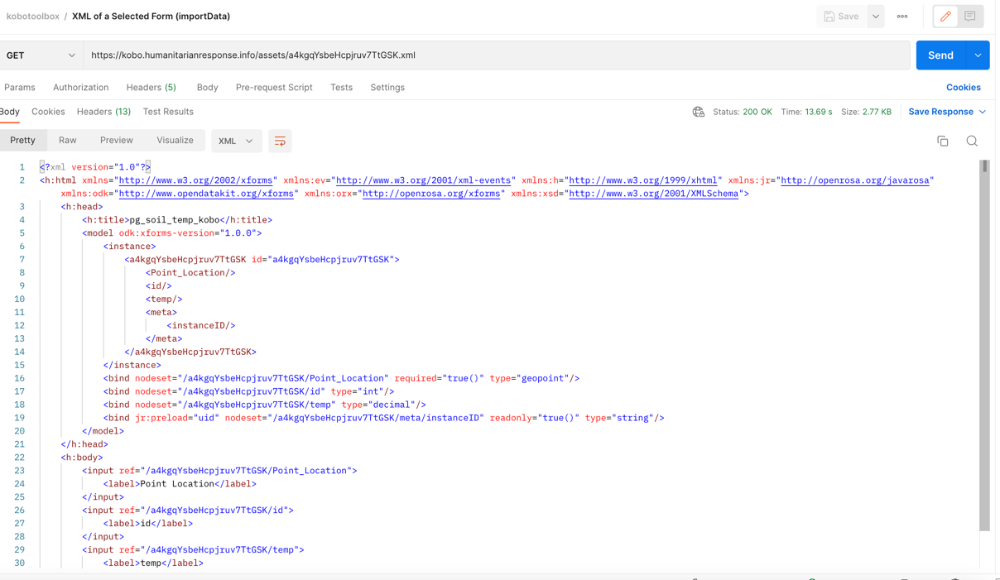 kobotoolbox / XML of a Selected Form (importData)
Save
GET
https://kobo.humanitarianresponse.info/assets/a4kgqYsbeHcpjruv7TtGSK.xml
Send
Params Authorization Headers (5) Body Pre-request Script Tests Settings Cookies
Body Cookies Headers (13) Test Results Status: 200 OK Time: 13.69 s Size: 2.77 KB Save Response
Pretty Raw Preview Visualize XML
1 <?xml version="1.0"?>
2 <h:html xmlns="http://www.w3.org/2002/xforms" xmlns:ev="http://www.w3.org/2001/xml-events" xmlns:h="http://www.w3.org/1999/xhtml" xmlns:jr="http://openrosa.org/javarosa"
xmlns:odk="http://www.opendatakit.org/xforms" xmlns:orx="http://openrosa.org/xforms" xmlns:xsd="http://www.w3.org/2001/XMLSchema">
3 <h:head>
4 <h:title>pg_soil_temp_kobo</h:title>
5 <model odk:xforms-version="1.0.0">
6 <instance>
7 <a4kgqYsbeHcpjruv7TtGSK id="a4kgqYsbeHcpjruv7TtGSK">
8 <Point_Location/>
9 <id/>
10 <temp/>
11 <meta>
12 <instanceID/>
13 </meta>
14 </a4kgqYsbeHcpjruv7TtGSK>
15 </instance>
16 <bind nodeset="/a4kgqYsbeHcpjruv7TtGSK/Point_Location" required="true()" type="geopoint"/>
17 <bind nodeset="/a4kgqYsbeHcpjruv7TtGSK/id" type="int"/>
18 <bind nodeset="/a4kgqYsbeHcpjruv7TtGSK/temp" type="decimal"/>
19 <bind jr:preload="uid" nodeset="/a4kgqYsbeHcpjruv7TtGSK/meta/instanceID" readonly="true()" type="string"/>
20 </model>
21 </h:head>
22 <h:body>
23 <input ref="/a4kgqYsbeHcpjruv7TtGSK/Point_Location">
24 <label>Point Location</label>
25 </input>
26 <input ref="/a4kgqYsbeHcpjruv7TtGSK/id">
27 <label>id</label>
28 </input>
29 <input ref="/a4kgqYsbeHcpjruv7TtGSK/temp">
30 <label>temp</label>